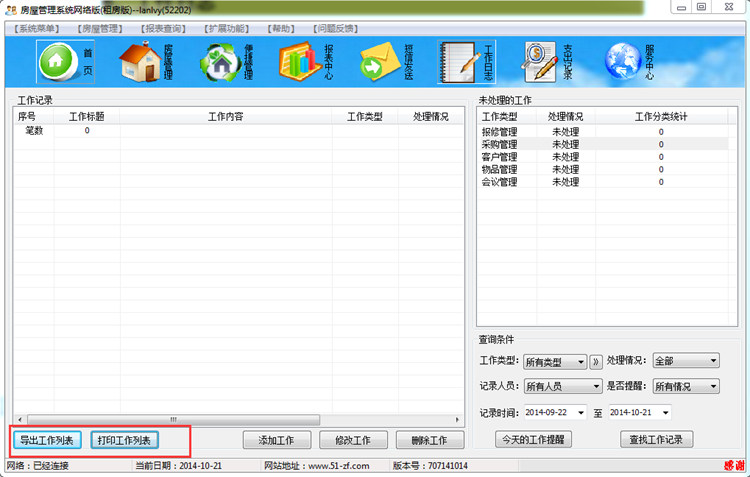 房屋管理系统网络版(租房版)--lanlvy(52202)
【系统菜单】 【房屋管理】 【报表查询】 【扩展功能】 【帮助】 【问题反馈】
首页 房屋管理 便捷管理 报表中心 短信发送 工作日志 支出记录 服务中心
工作记录
序号 工作标题 工作内容 工作类型 处理情况
笔数 0
未处理的工作
工作类型 处理情况 工作分类统计
报修管理 未处理 0
采购管理 未处理 0
客户管理 未处理 0
物品管理 未处理 0
会议管理 未处理 0
查询条件
工作类型: 所有类型 » 处理情况: 全部
记录人员: 所有人员 是否提醒: 所有情况
记录时间: 2014-09-22 至 2014-10-21
导出工作列表 打印工作列表 添加工作 修改工作 删除工作 今天的工作提醒 查找工作记录
网络:已经连接 当前日期:2014-10-21 网站地址:www.51-zf.com 版本号:707141014 感谢